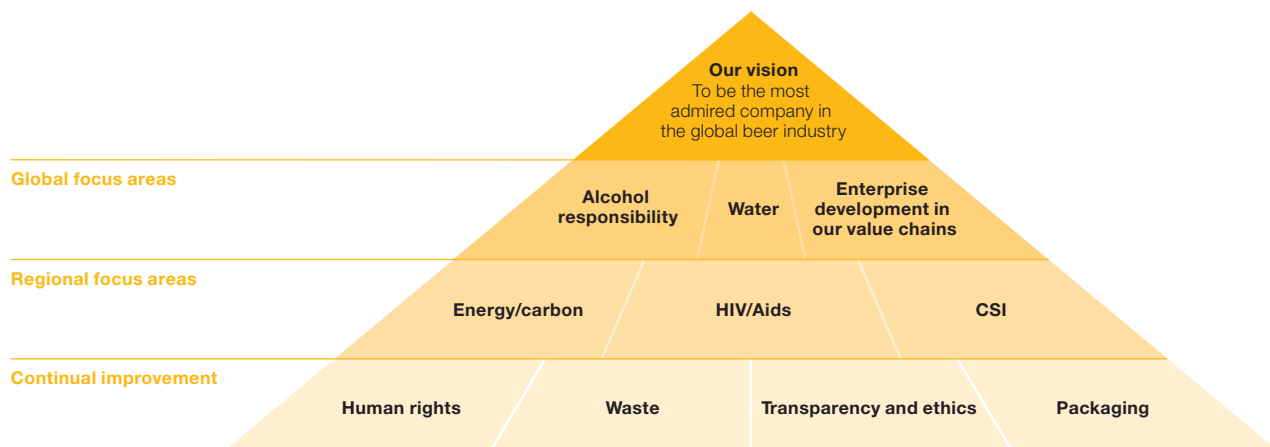 Our vision
To be the most
admired company in
the global beer industry
Global focus areas
Alcohol
responsibility
Water
Enterprise
development in
our value chains
Regional focus areas
Energy/carbon
HIV/Aids
CSI
Continual improvement
Human rights
Waste
Transparency and ethics
Packaging